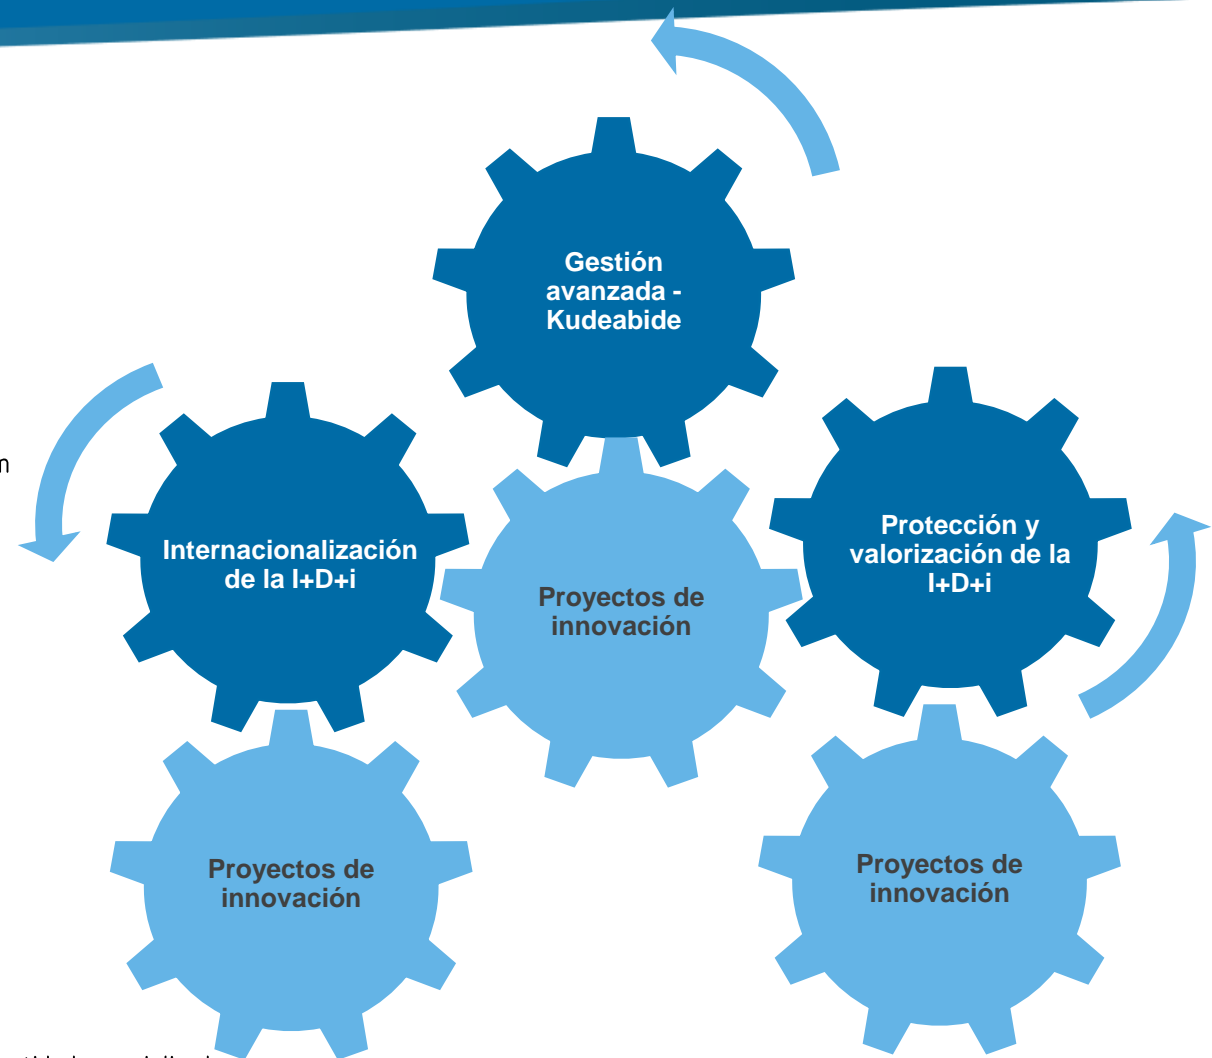 Gestión
avanzada -
Kudeabide
Internacionalización
de la I+D+i
Protección y
valorización de la
I+D+i
Proyectos de
innovación
Proyectos de
innovación
Proyectos de
innovación